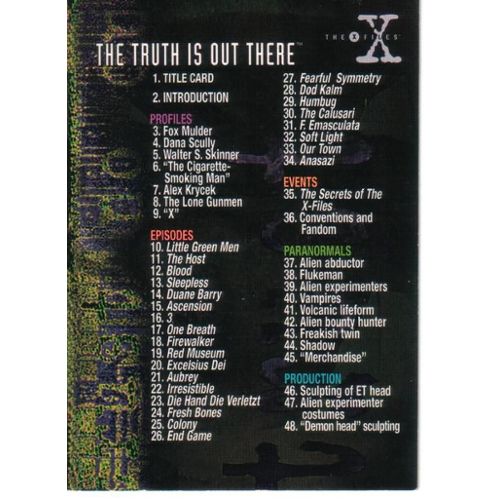 THE TRUTH IS OUT THERE™
THE X FILES™
X
1. TITLE CARD
2. INTRODUCTION
PROFILES
3. Fox Mulder
4. Dana Scully
5. Walter S. Skinner
6. "The Cigarette-
Smoking Man"
7. Alex Krycek
8. The Lone Gunmen
9. "X"
EPISODES
10. Little Green Men
11. The Host
12. Blood
13. Sleepless
14. Duane Barry
15. Ascension
16. 3
17. One Breath
18. Firewalker
19. Red Museum
20. Excelsius Dei
21. Aubrey
22. Irresistible
23. Die Hand Die Verletzt
24. Fresh Bones
25. Colony
26. End Game
27. Fearful Symmetry
28. Dod Kalm
29. Humbug
30. The Calusari
31. F. Emasculata
32. Soft Light
33. Our Town
34. Anasazi
EVENTS
35. The Secrets of The
X-Files
36. Conventions and
Fandom
PARANORMALS
37. Alien abductor
38. Flukeman
39. Alien experimenters
40. Vampires
41. Volcanic lifeform
42. Alien bounty hunter
43. Freakish twin
44. Shadow
45. "Merchandise"
PRODUCTION
46. Sculpting of ET head
47. Alien experimenter
costumes
48. "Demon head" sculpting